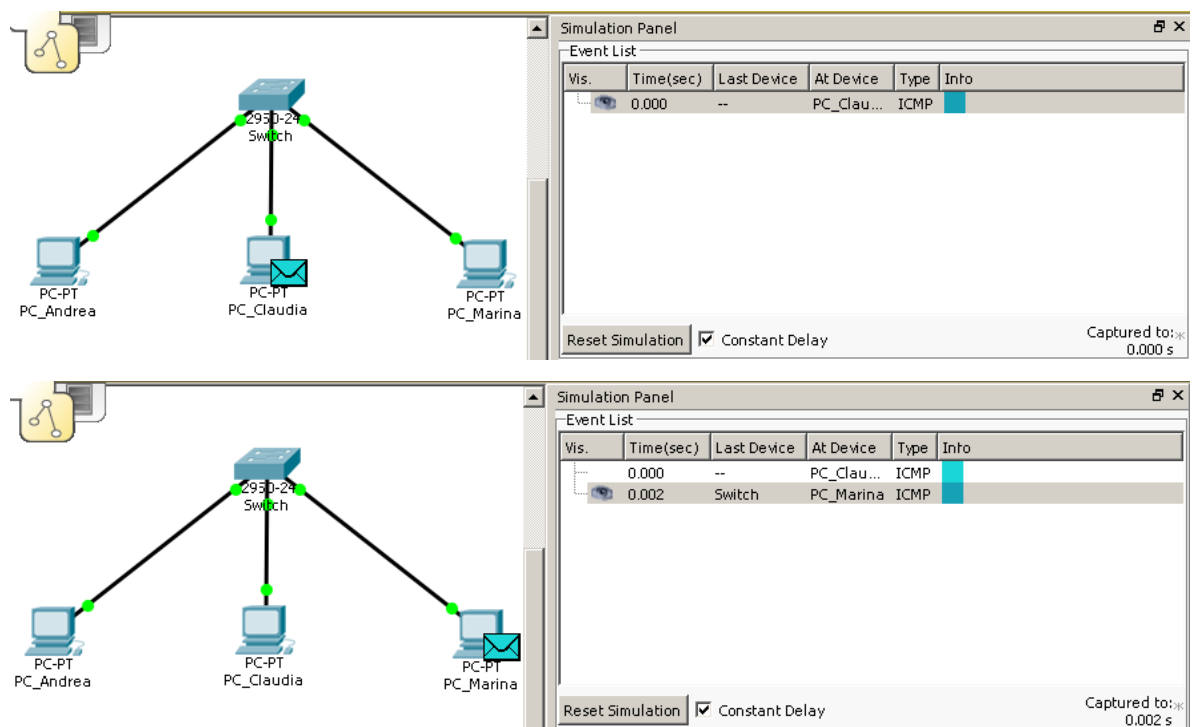 Simulation Panel
Event List
Vis. Time(sec) Last Device At Device Type Info
0.000 -- PC_Clau... ICMP
2950-24
Switch
PC-PT
PC_Andrea
PC-PT
PC_Claudia
PC-PT
PC_Marina
Reset Simulation Constant Delay
Captured to:*
0.000 s
Simulation Panel
Event List
Vis. Time(sec) Last Device At Device Type Info
0.000 -- PC_Clau... ICMP
0.002 Switch PC_Marina ICMP
2950-24
Switch
PC-PT
PC_Andrea
PC-PT
PC_Claudia
PC-PT
PC_Marina
Reset Simulation Constant Delay
Captured to:*
0.002 s